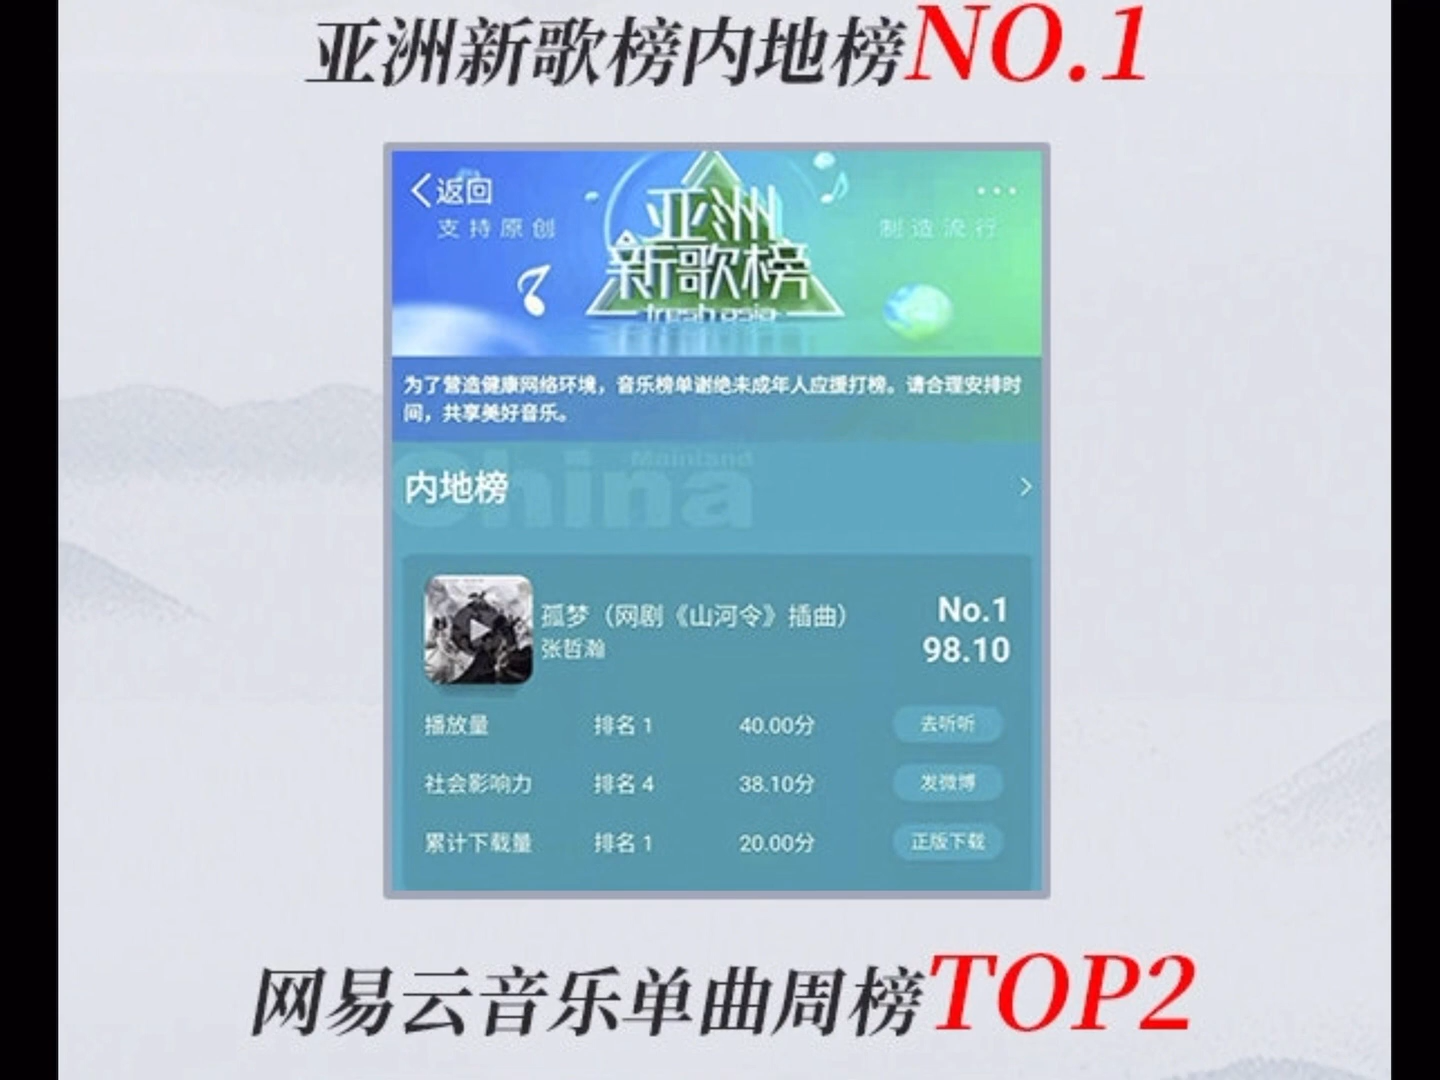 亚洲新歌榜内地榜NO.1
返回
支持原创
亚洲
新歌榜
fresh asia
制造流行
为了营造健康网络环境，音乐榜单谢绝未成年人应援打榜。请合理安排时
间，共享美好音乐。
Mainland
China
内地榜
孤梦（网剧《山河令》插曲）
张哲瀚
No.1
98.10
播放量 排名 1 40.00分 去听听
社会影响力 排名 4 38.10分 发微博
累计下载量 排名 1 20.00分 正版下载
网易云音乐单曲周榜TOP2